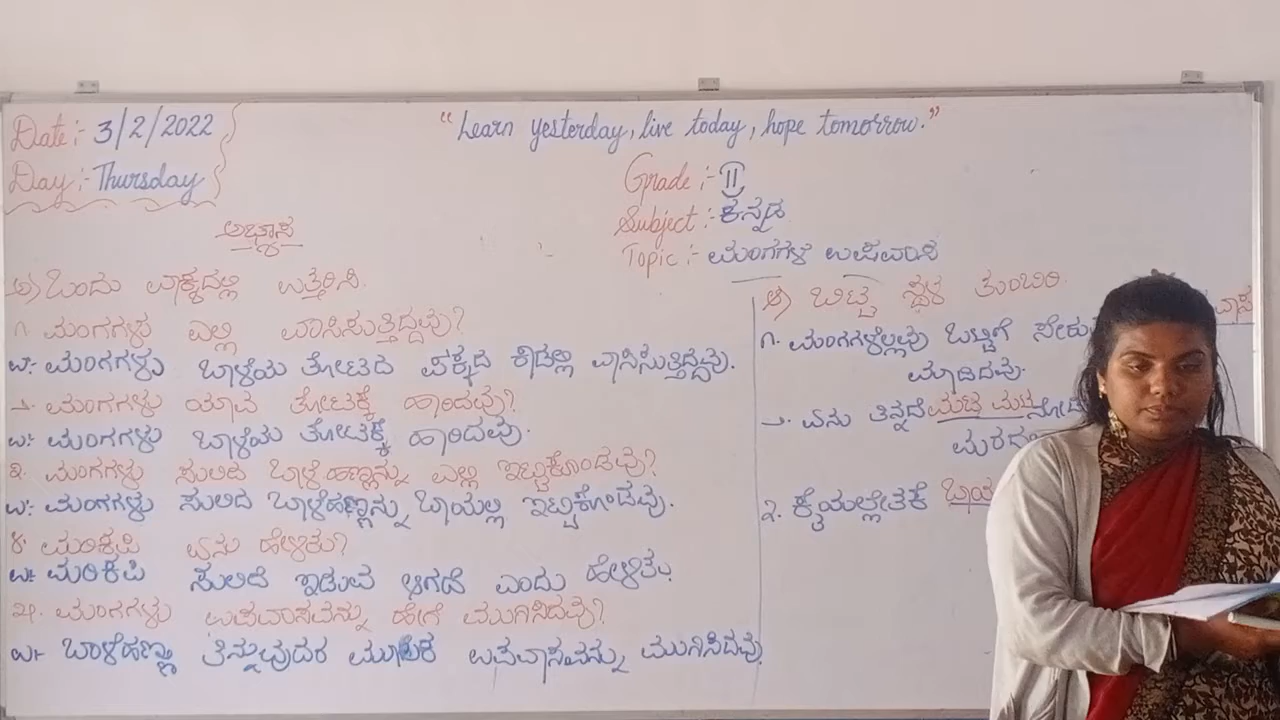 Date:- 3/2/2022
Day:- Thursday
"Learn yesterday, live today, hope tomorrow."
Grade:- II
Subject:- ಕನ್ನಡ
Topic:- ಮಂಗಗಳ ಉಪವಾಸ
ಅಭ್ಯಾಸ
ಅ) ಒಂದು ವಾಕ್ಯದಲ್ಲಿ ಉತ್ತರಿಸಿ.
೧. ಮಂಗಗಳು ಎಲ್ಲಿ ವಾಸಿಸುತ್ತಿದ್ದವು?
ಉ:- ಮಂಗಗಳು ಬಾಳೆಯ ತೋಟದ ಪಕ್ಕದ ಕಾಡಲ್ಲಿ ವಾಸಿಸುತ್ತಿದ್ದವು.
೨. ಮಂಗಗಳು ಯಾವ ತೋಟಕ್ಕೆ ಹಾರಿದವು?
ಉ:- ಮಂಗಗಳು ಬಾಳೆಯ ತೋಟಕ್ಕೆ ಹಾರಿದವು.
೩. ಮಂಗಗಳು ಸುಲಿದ ಬಾಳೆಹಣ್ಣನ್ನು ಎಲ್ಲಿ ಇಟ್ಟುಕೊಂಡವು?
ಉ:- ಮಂಗಗಳು ಸುಲಿದ ಬಾಳೆಹಣ್ಣನ್ನು ಬಾಯಲ್ಲಿ ಇಟ್ಟುಕೊಂಡವು.
೪. ಮರಿಕಪಿ ಏನು ಹೇಳಿತು?
ಉ:- ಮರಿಕಪಿ ಸುಲಿದೆ ಇಡುವ ಆಗದೆ ಎಂದು ಹೇಳಿತು.
೫. ಮಂಗಗಳು ಉಪವಾಸವನ್ನು ಹೇಗೆ ಮುಗಿಸಿದವು?
ಉ:- ಬಾಳೆಹಣ್ಣು ತಿನ್ನುವುದರ ಮೂಲಕ ಉಪವಾಸವನ್ನು ಮುಗಿಸಿದವು.
ಆ) ಬಿಟ್ಟ ಸ್ಥಳ ತುಂಬಿರಿ.
೧. ಮಂಗಗಳೆಲ್ಲವು ಒಟ್ಟಿಗೆ ಸೇರು
ವಾಸ
ಮಾಡಿದವು.
೨. ಏನು ತಿನ್ನದೆ ಮಟ ಮಟ ನೋಟ
ಮರದ
೩. ಕೈಯಲ್ಲೇತಕೆ ಬಾಯ